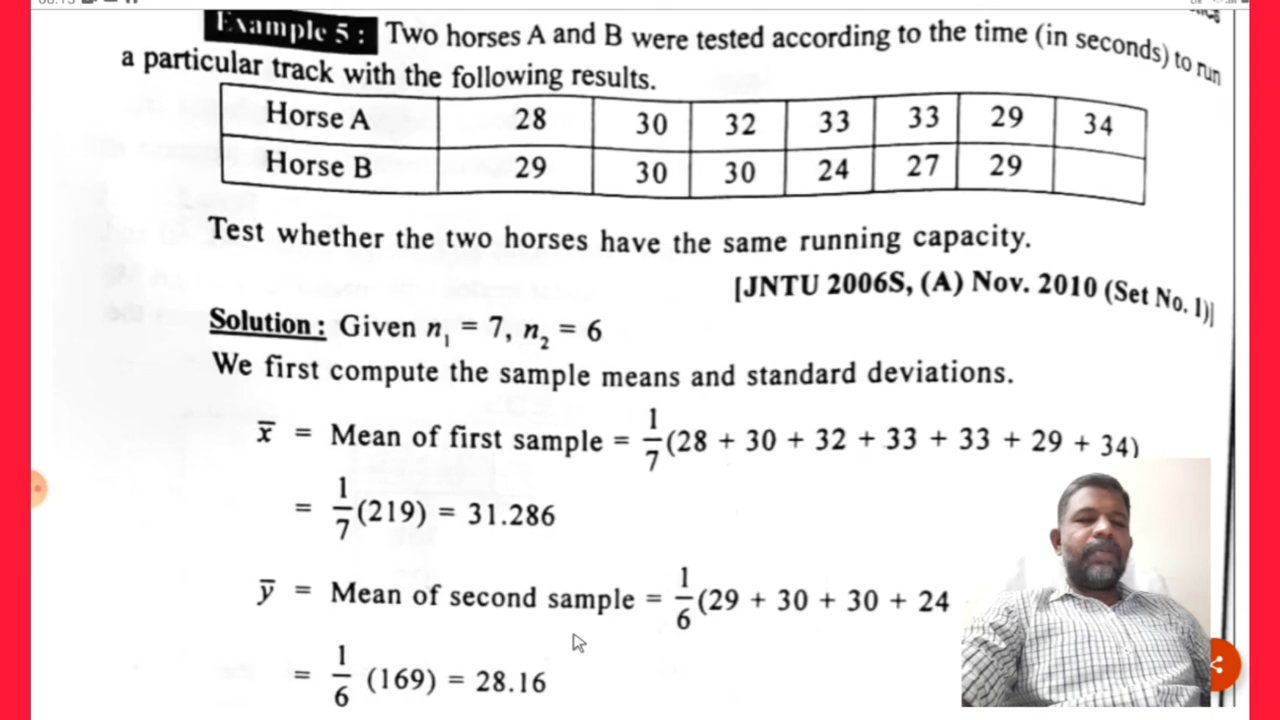 Example 5 : Two horses A and B were tested according to the time (in seconds) to run
a particular track with the following results.
Horse A 28 30 32 33 33 29 34
Horse B 29 30 30 24 27 29
Test whether the two horses have the same running capacity.
[JNTU 2006S, (A) Nov. 2010 (Set No. 1)]
Solution : Given n₁ = 7, n₂ = 6
We first compute the sample means and standard deviations.
x̅ = Mean of first sample = 1/7 (28 + 30 + 32 + 33 + 33 + 29 + 34)
= 1/7 (219) = 31.286
y̅ = Mean of second sample = 1/6 (29 + 30 + 30 + 24
= 1/6 (169) = 28.16